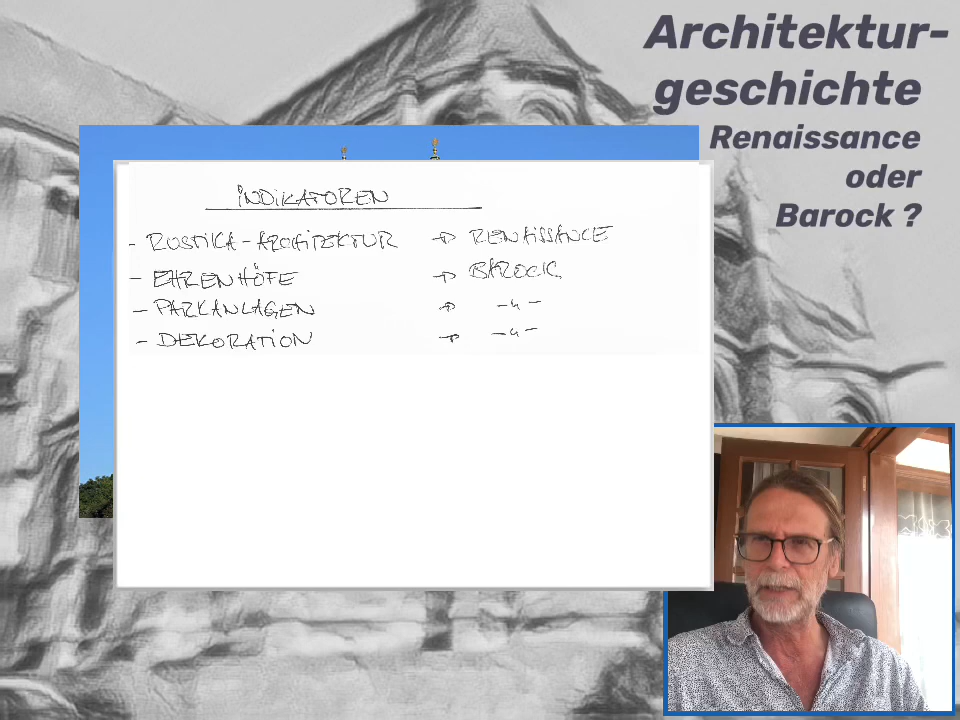 Architektur-
geschichte
Renaissance
oder
Barock ?
INDIKATOREN
- RUSTIKA-ARCHITEKTUR → RENAISSANCE
- EHRENHÖFE → BAROCK
- PARKANLAGEN → -"-
- DEKORATION → -"-